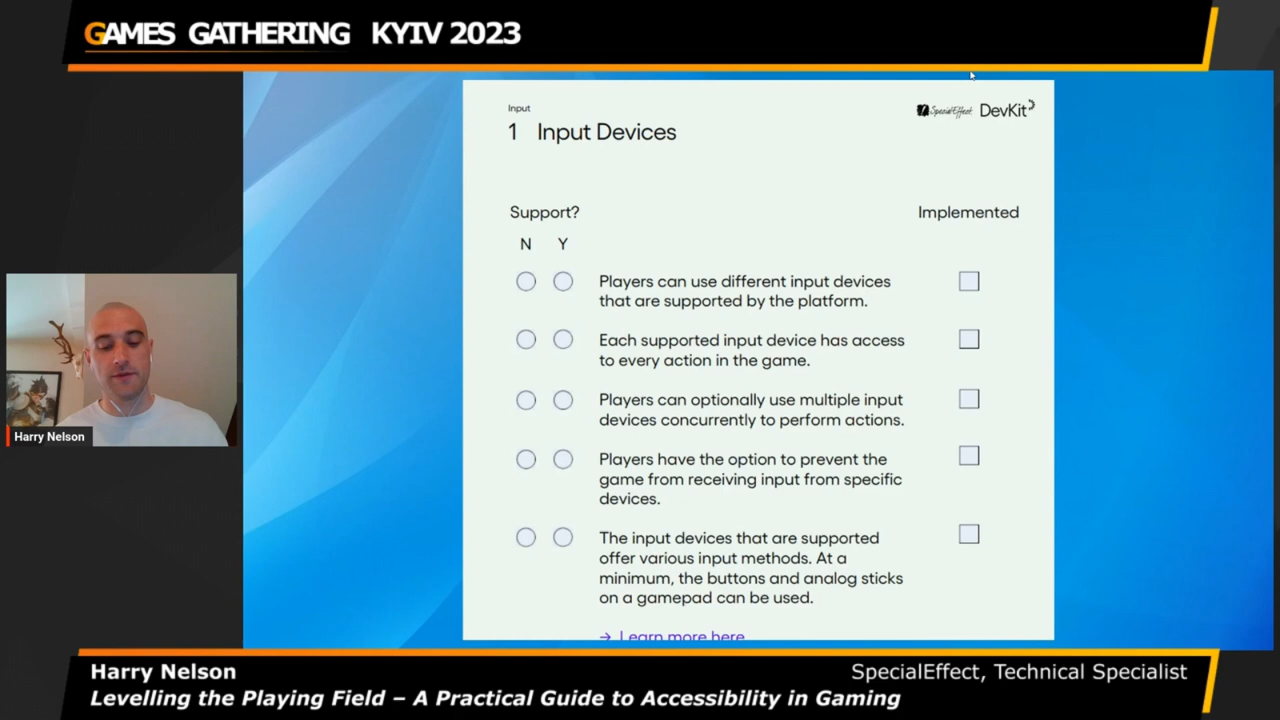 GAMES GATHERING KYIV 2023
Input
1 Input Devices
SpecialEffect DevKit
Support?
Implemented
N Y
Players can use different input devices
that are supported by the platform.
Each supported input device has access
to every action in the game.
Players can optionally use multiple input
devices concurrently to perform actions.
Players have the option to prevent the
game from receiving input from specific
devices.
The input devices that are supported
offer various input methods. At a
minimum, the buttons and analog sticks
on a gamepad can be used.
→ Learn more here
Harry Nelson
Harry Nelson
SpecialEffect, Technical Specialist
Levelling the Playing Field – A Practical Guide to Accessibility in Gaming